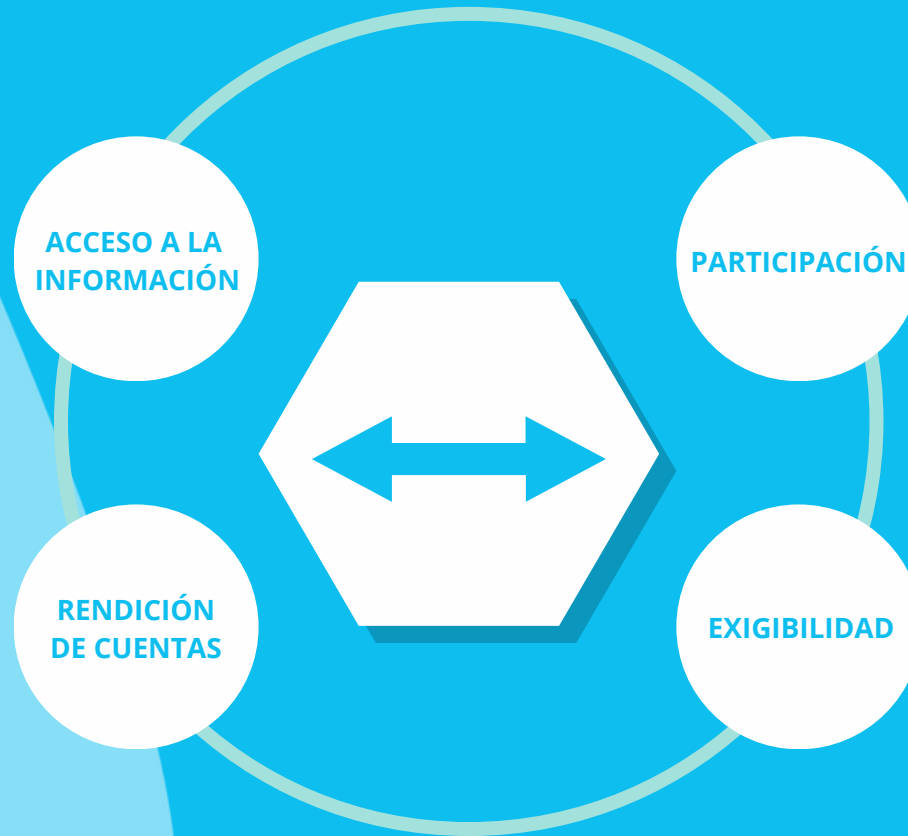 ACCESO A LA
INFORMACIÓN
PARTICIPACIÓN
RENDICIÓN
DE CUENTAS
EXIGIBILIDAD